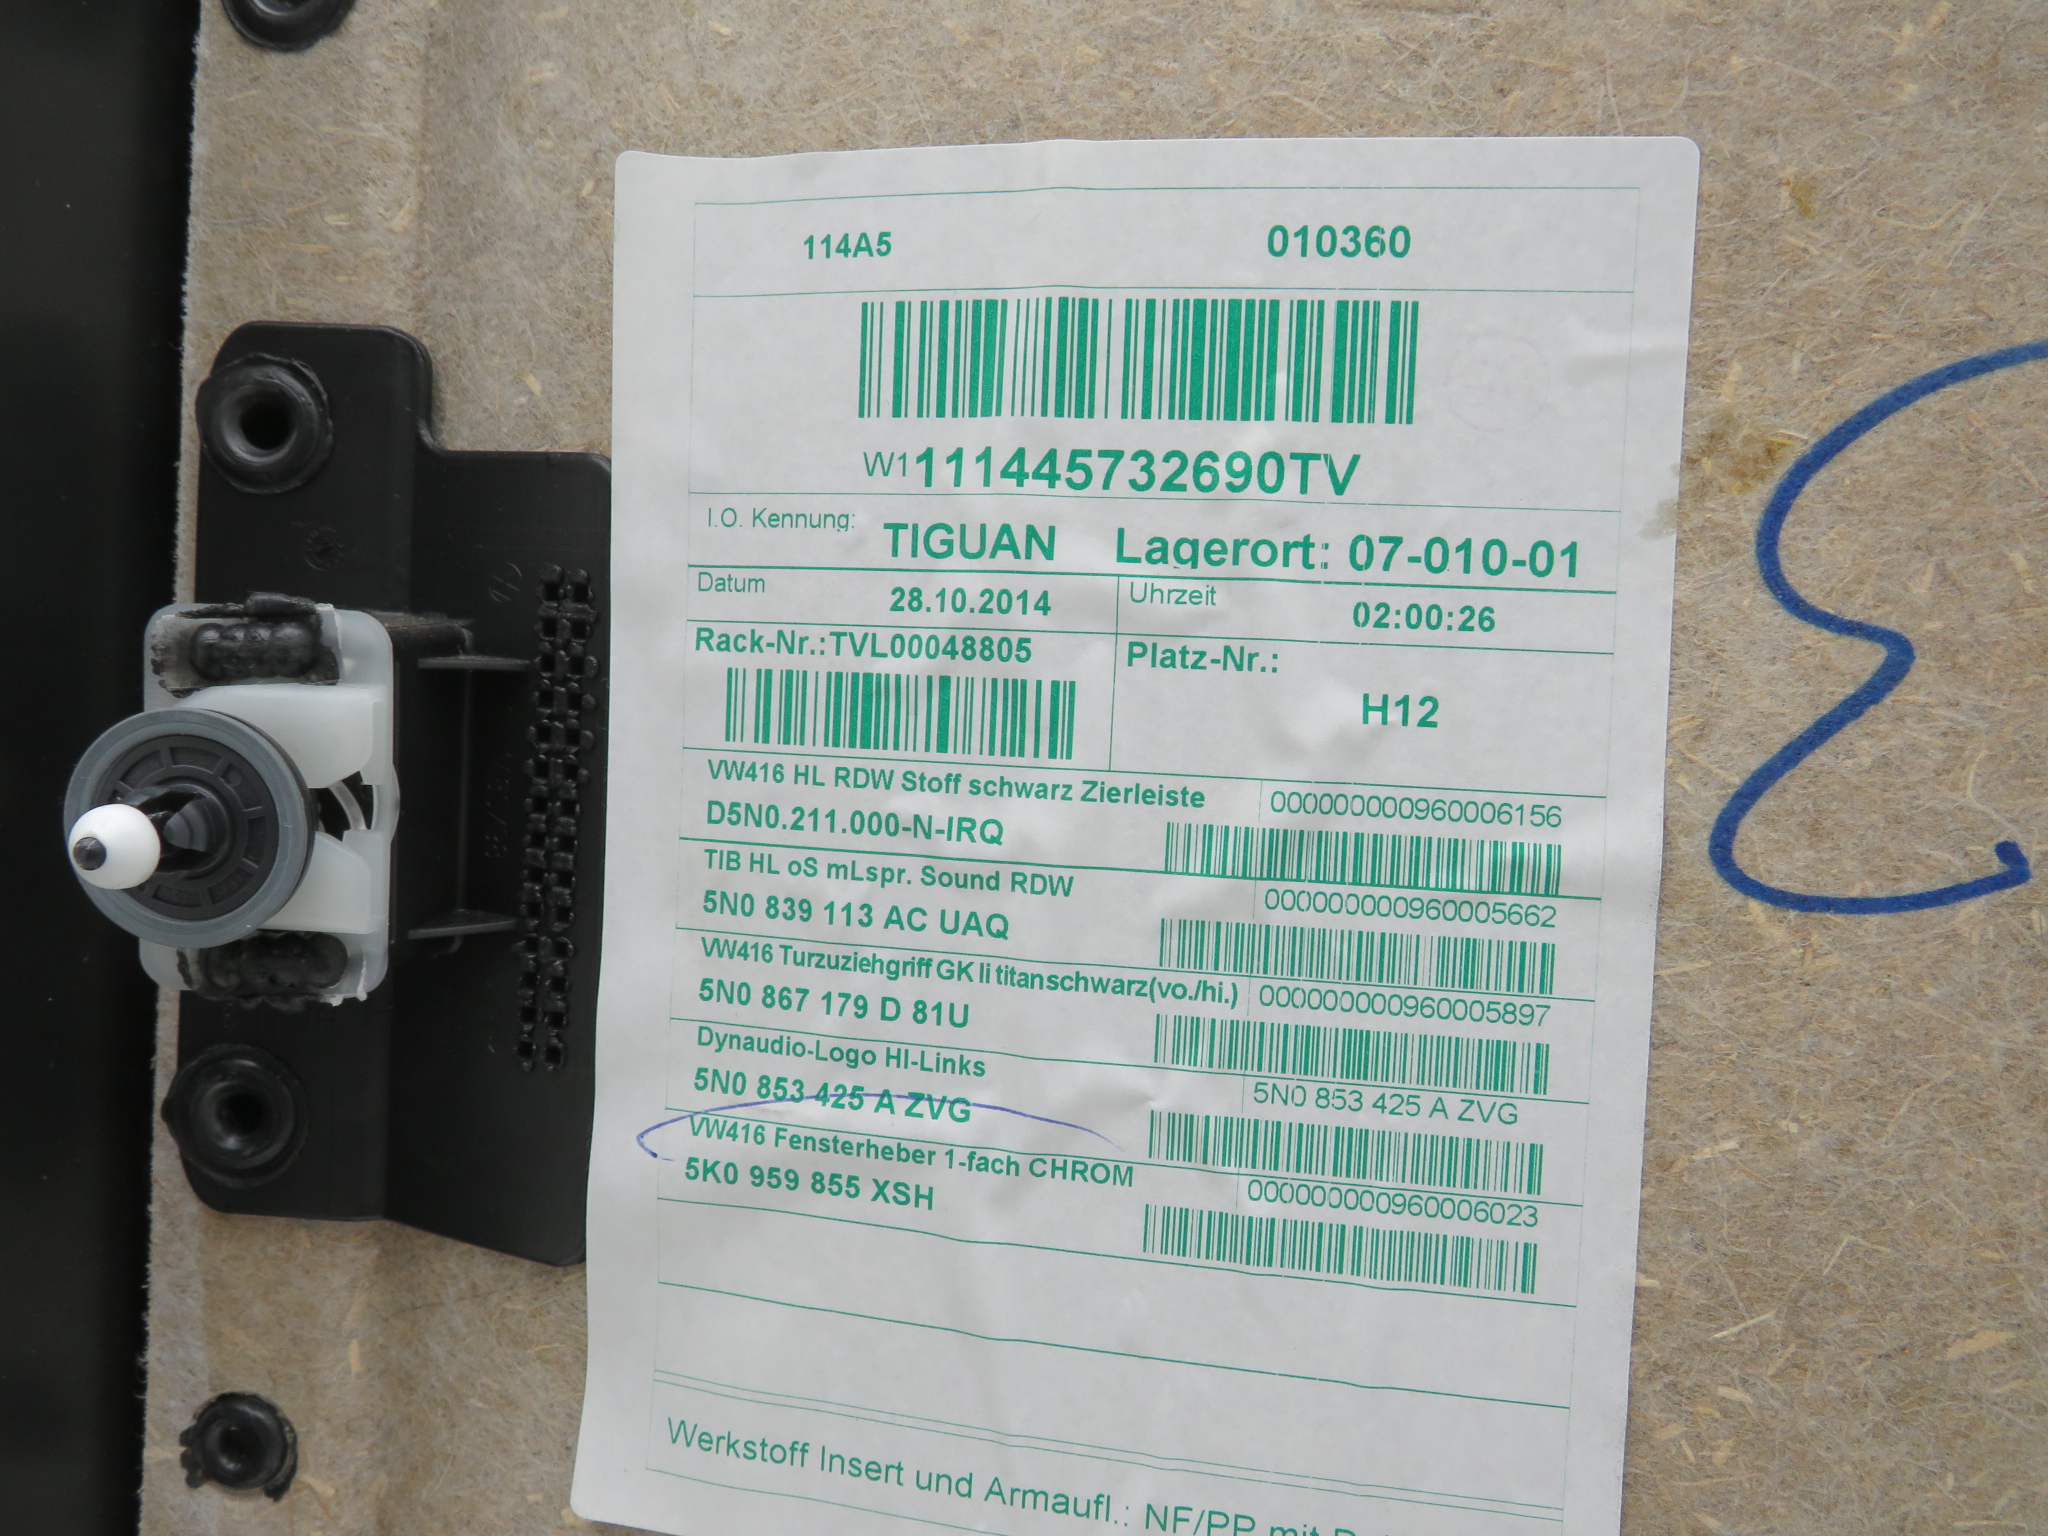 114A5 010360
W1111445732690TV
I.O. Kennung: TIGUAN Lagerort: 07-010-01
Datum 28.10.2014 Uhrzeit 02:00:26
Rack-Nr.:TVL00048805 Platz-Nr.:
H12
VW416 HL RDW Stoff schwarz Zierleiste 000000000960006156
D5N0.211.000-N-IRQ
TIB HL oS mLspr. Sound RDW 000000000960005662
5N0 839 113 AC UAQ
VW416 Turzuziehgriff GK li titanschwarz(vo./hi.) 000000000960005897
5N0 867 179 D 81U
Dynaudio-Logo HI-Links 5N0 853 425 A ZVG
5N0 853 425 A ZVG
VW416 Fensterheber 1-fach CHROM 000000000960006023
5K0 959 855 XSH
Werkstoff Insert und Armaufl.: NF/PP mit